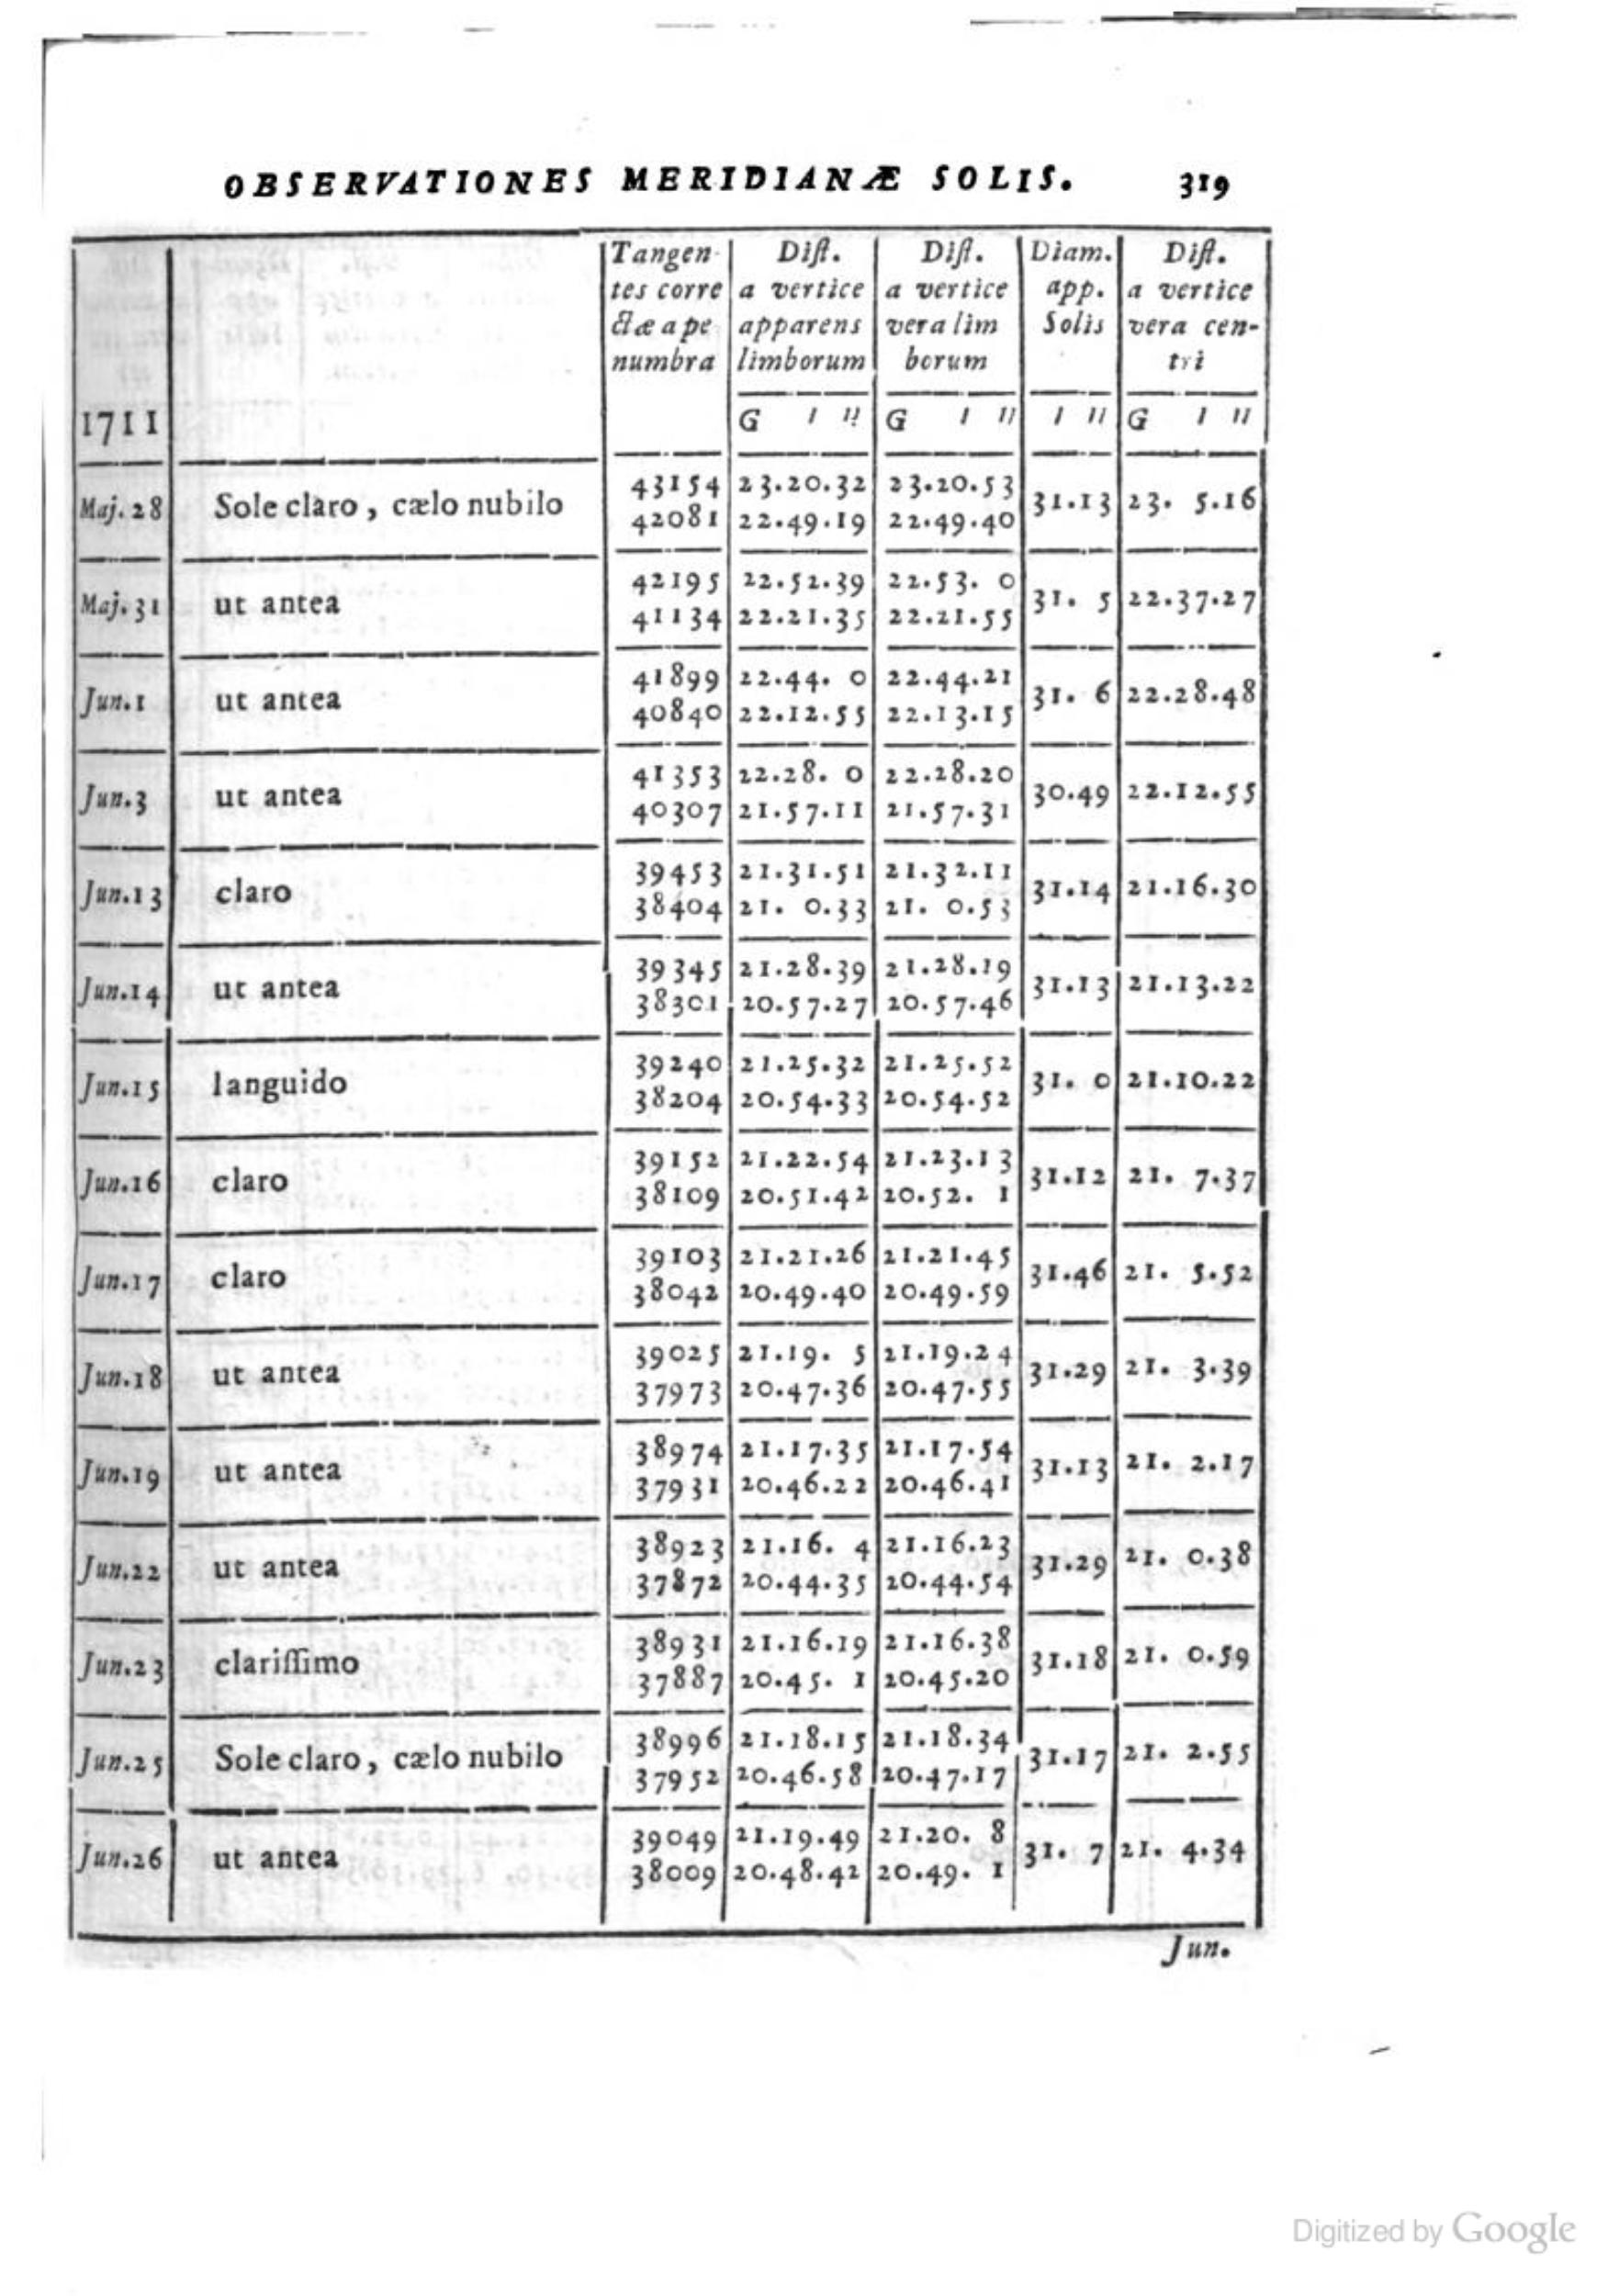 OBSERVATIONES MERIDIANÆ SOLIS. 319
Tangen- Diſt. Diſt. Diam. Diſt.
tes corre a vertice a vertice app. a vertice
ctæ a pe apparens vera lim Solis vera cen-
numbra limborum borum tri
1711 G ı ıı G ı ıı ı ıı G ı ıı
43154 23.20.32 23.20.53
Maj.28 Sole claro, cælo nubilo 31.13 23. 5.16
42081 22.49.19 22.49.40
42195 22.52.39 22.53. 0
Maj.31 ut antea 31. 5 22.37.27
41134 22.21.35 22.21.55
41899 22.44. 0 22.44.21
Jun.1 ut antea 31. 6 22.28.48
40840 22.12.55 22.13.15
41353 22.28. 0 22.28.20
Jun.3 ut antea 30.49 22.12.55
40307 21.57.11 21.57.31
39453 21.31.51 21.32.11
Jun.13 claro 31.14 21.16.30
38404 21. 0.33 21. 0.53
39345 21.28.39 21.28.19
Jun.14 ut antea 31.13 21.13.22
38301 20.57.27 20.57.46
39240 21.25.32 21.25.52
Jun.15 languido 31. 0 21.10.22
38204 20.54.33 20.54.52
39152 21.22.54 21.23.13
Jun.16 claro 31.12 21. 7.37
38109 20.51.42 20.52. 1
39103 21.21.26 21.21.45
Jun.17 claro 31.46 21. 5.52
38042 20.49.40 20.49.59
39025 21.19. 5 21.19.24
Jun.18 ut antea 31.29 21. 3.39
37973 20.47.36 20.47.55
38974 21.17.35 21.17.54
Jun.19 ut antea 31.13 21. 2.17
37931 20.46.22 20.46.41
38923 21.16. 4 21.16.23
Jun.22 ut antea 31.29 21. 0.38
37872 20.44.35 20.44.54
38931 21.16.19 21.16.38
Jun.23 clariſſimo 31.18 21. 0.59
37887 20.45. 1 20.45.20
38996 21.18.15 21.18.34
Jun.25 Sole claro, cælo nubilo 31.17 21. 2.55
37952 20.46.58 20.47.17
39049 21.19.49 21.20. 8
Jun.26 ut antea 31. 7 21. 4.34
38009 20.48.42 20.49. 1
Jun.
Digitized by Google